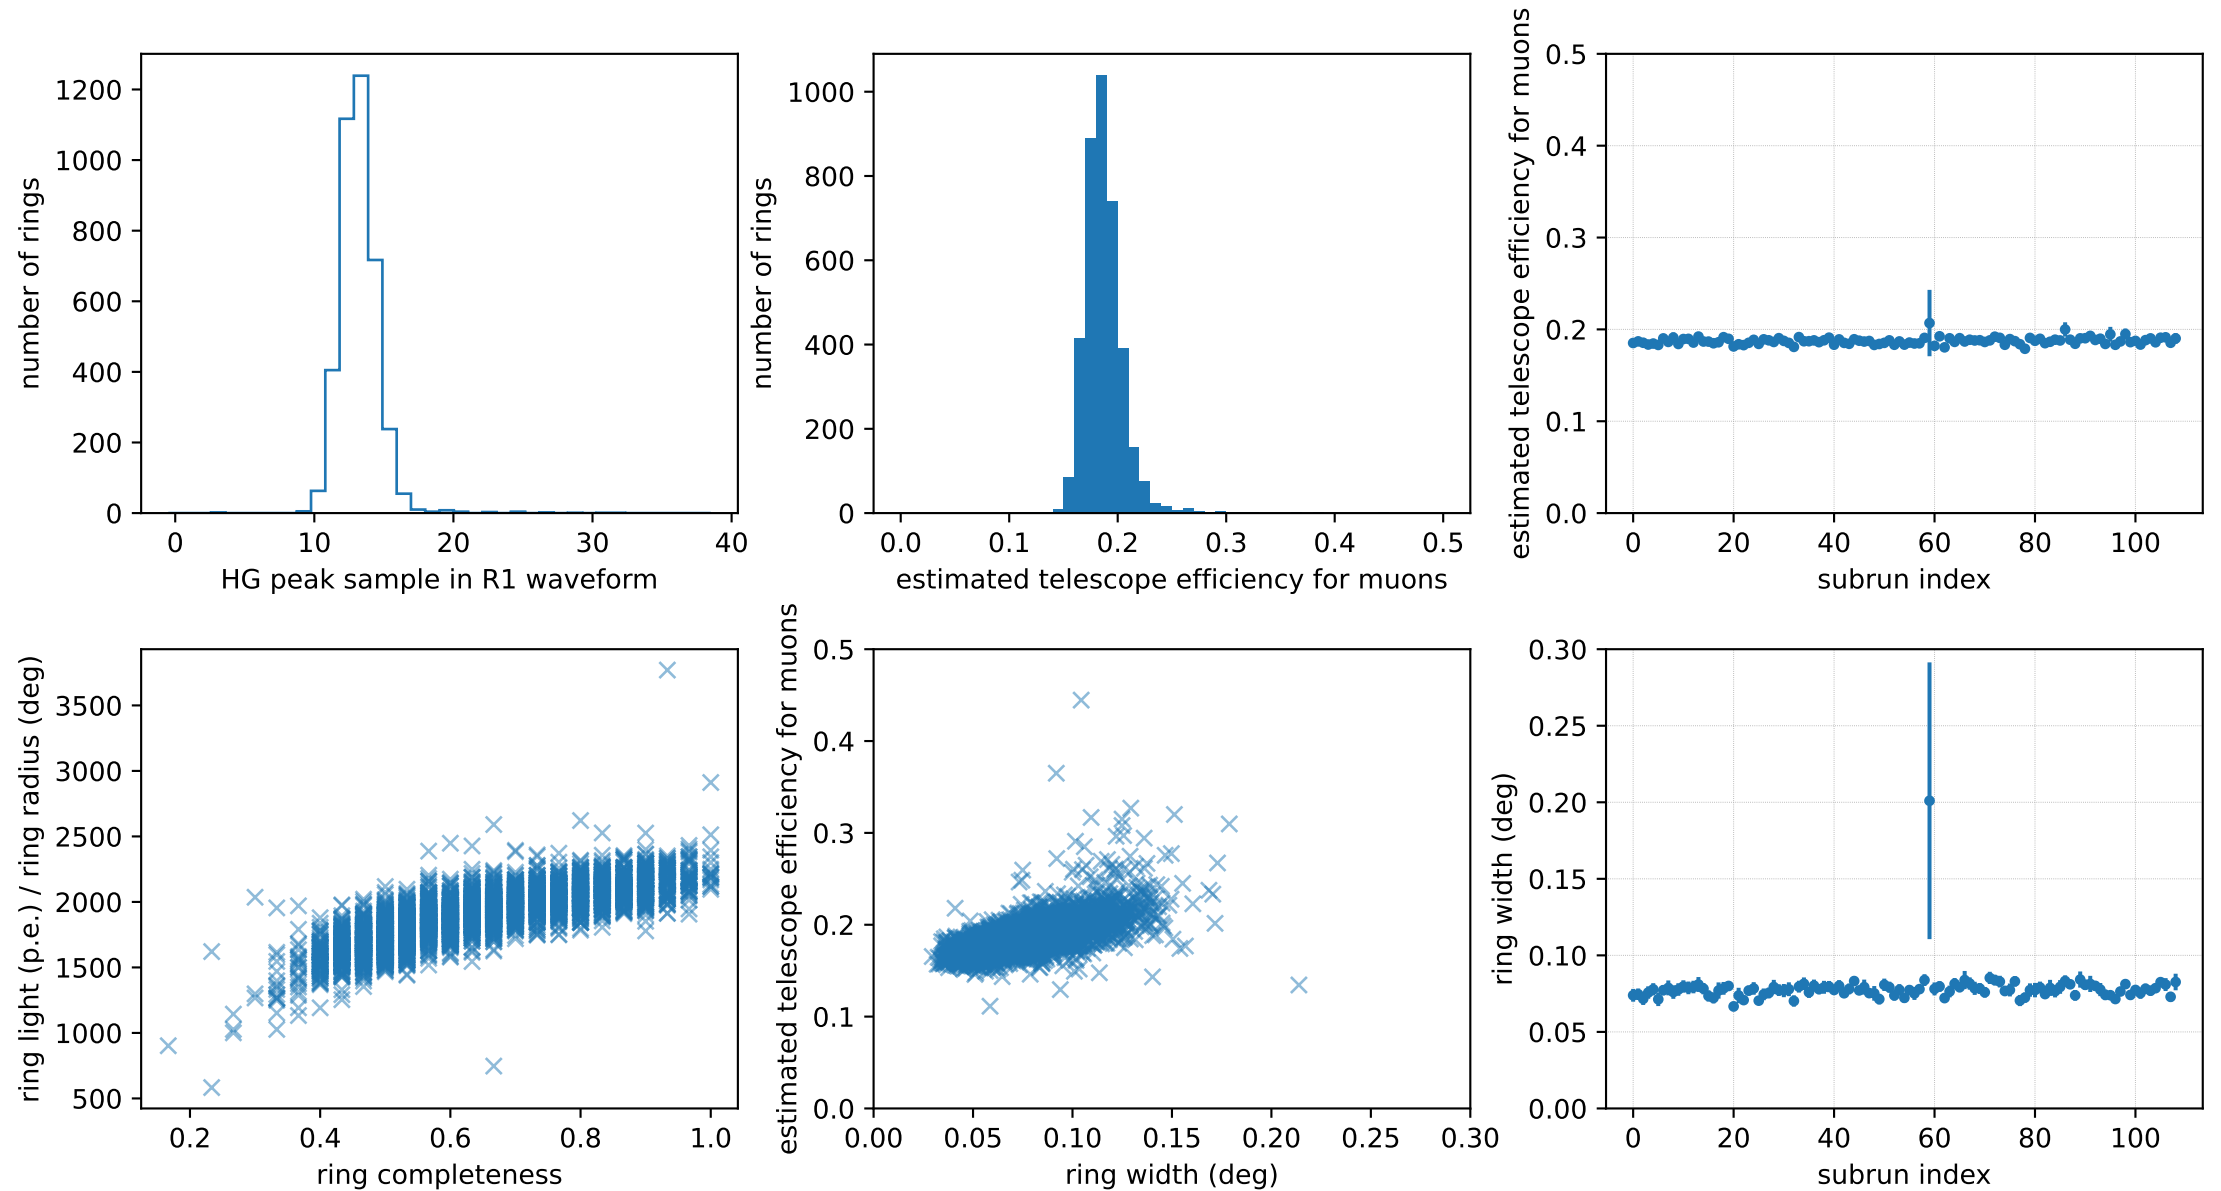 number of rings
1200
1000
800
600
400
200
0
0 10 20 30 40
HG peak sample in R1 waveform
number of rings
1000
800
600
400
200
0
0.0 0.1 0.2 0.3 0.4 0.5
estimated telescope efficiency for muons
estimated telescope efficiency for muons
0.5
0.4
0.3
0.2
0.1
0.0
0 20 40 60 80 100
subrun index
ring light (p.e.) / ring radius (deg)
3500
3000
2500
2000
1500
1000
500
0.2 0.4 0.6 0.8 1.0
ring completeness
estimated telescope efficiency for muons
0.5
0.4
0.3
0.2
0.1
0.0
0.00 0.05 0.10 0.15 0.20 0.25 0.30
ring width (deg)
ring width (deg)
0.30
0.25
0.20
0.15
0.10
0.05
0.00
0 20 40 60 80 100
subrun index